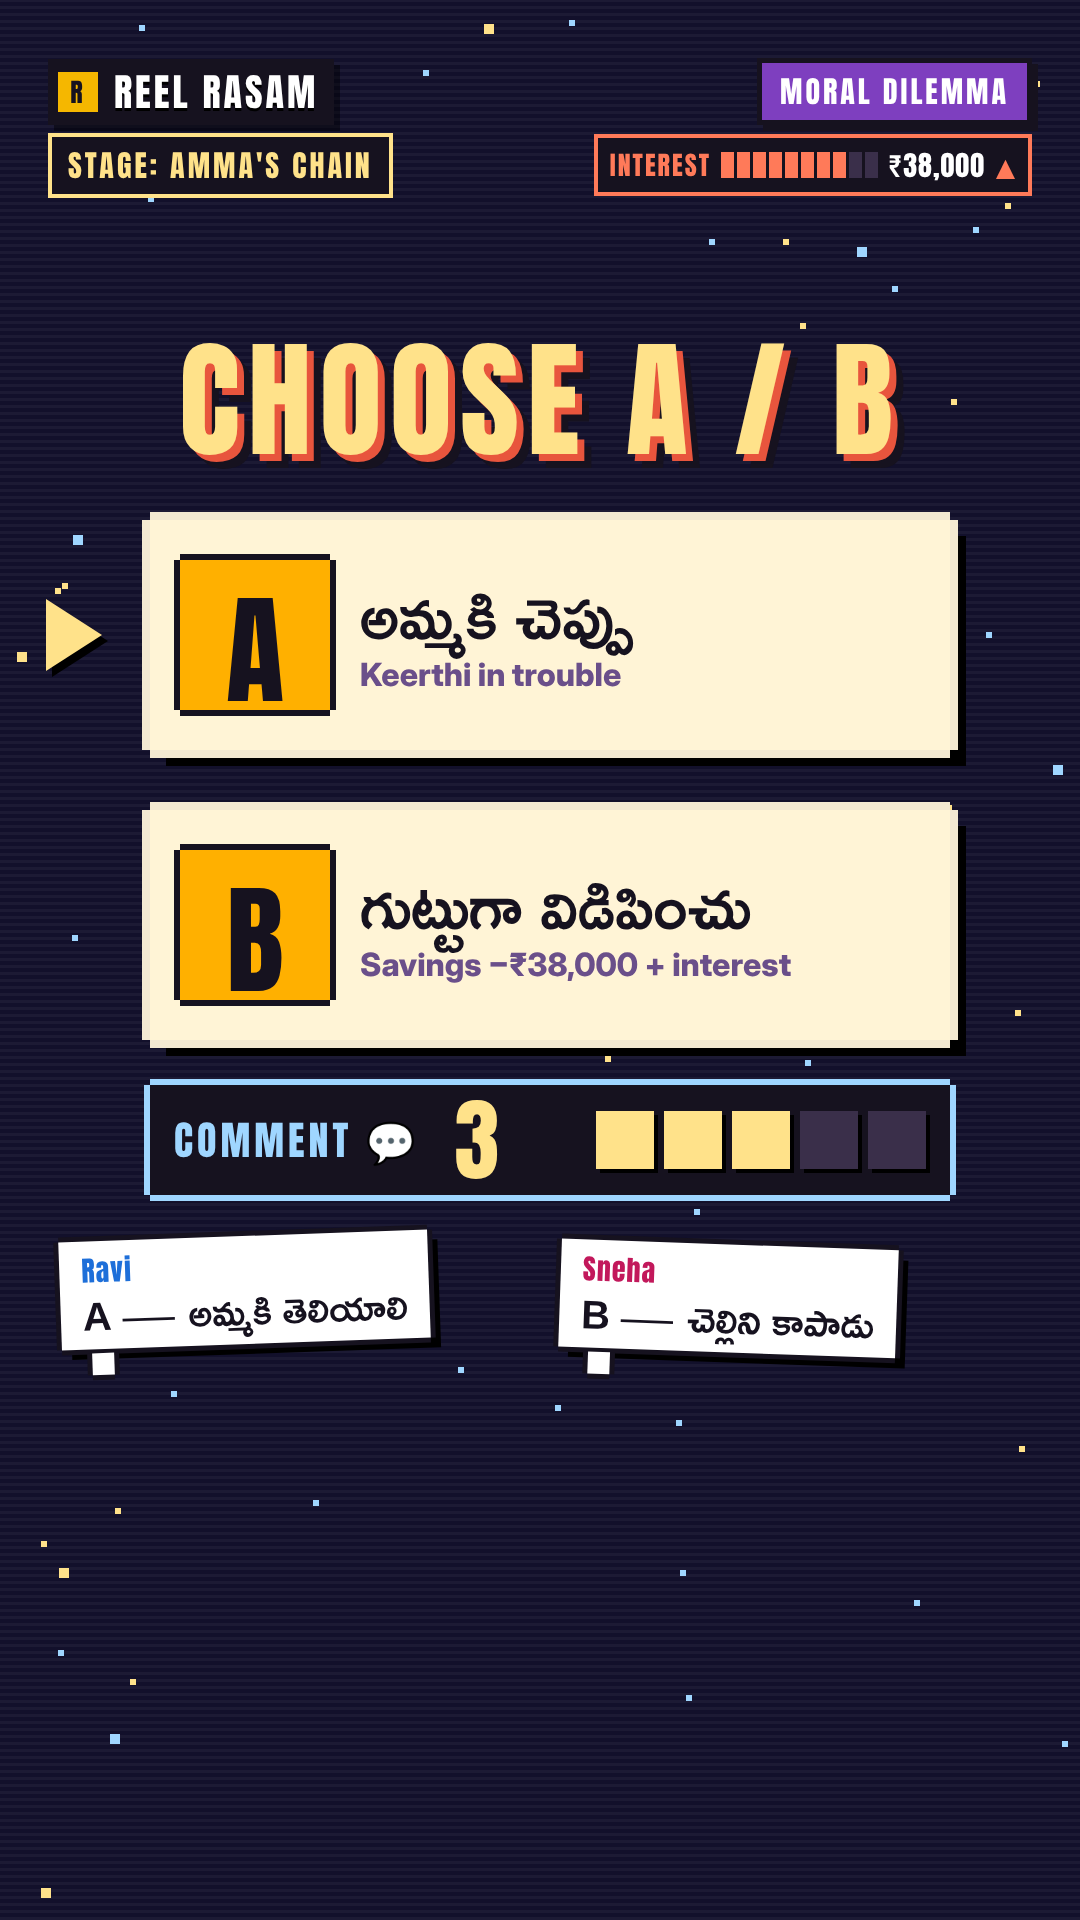 R REEL RASAM
MORAL DILEMMA
STAGE: AMMA'S CHAIN
INTEREST ₹38,000 ▲
CHOOSE A / B
A
అమ్మకి చెప్పు
Keerthi in trouble
B
గుట్టుగా విడిపించు
Savings −₹38,000 + interest
COMMENT 💬 3
Ravi
A — అమ్మకి తెలియాలి
Sneha
B — చెల్లిని కాపాడు